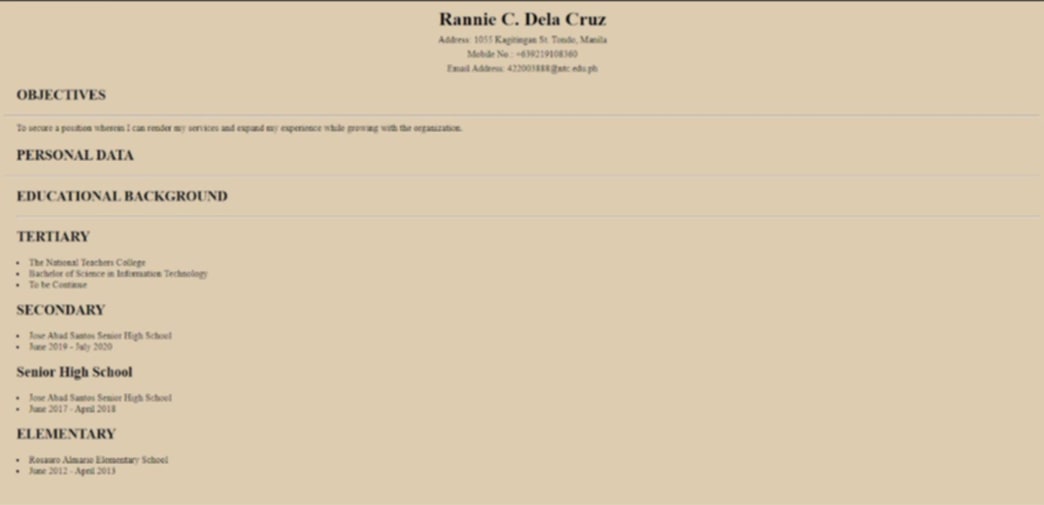 Rannie C. Dela Cruz
Address: 1055 Kagitingan St. Tondo, Manila
Mobile No.: +639219108360
Email Address: 422003888@ntc.edu.ph
OBJECTIVES
To secure a position wherein I can render my services and expand my experience while growing with the organization.
PERSONAL DATA
EDUCATIONAL BACKGROUND
TERTIARY
The National Teachers College
Bachelor of Science in Information Technology
To be Continue
SECONDARY
Jose Abad Santos Senior High School
June 2019 - July 2020
Senior High School
Jose Abad Santos Senior High School
June 2017 - April 2018
ELEMENTARY
Rosauro Almario Elementary School
June 2012 - April 2013